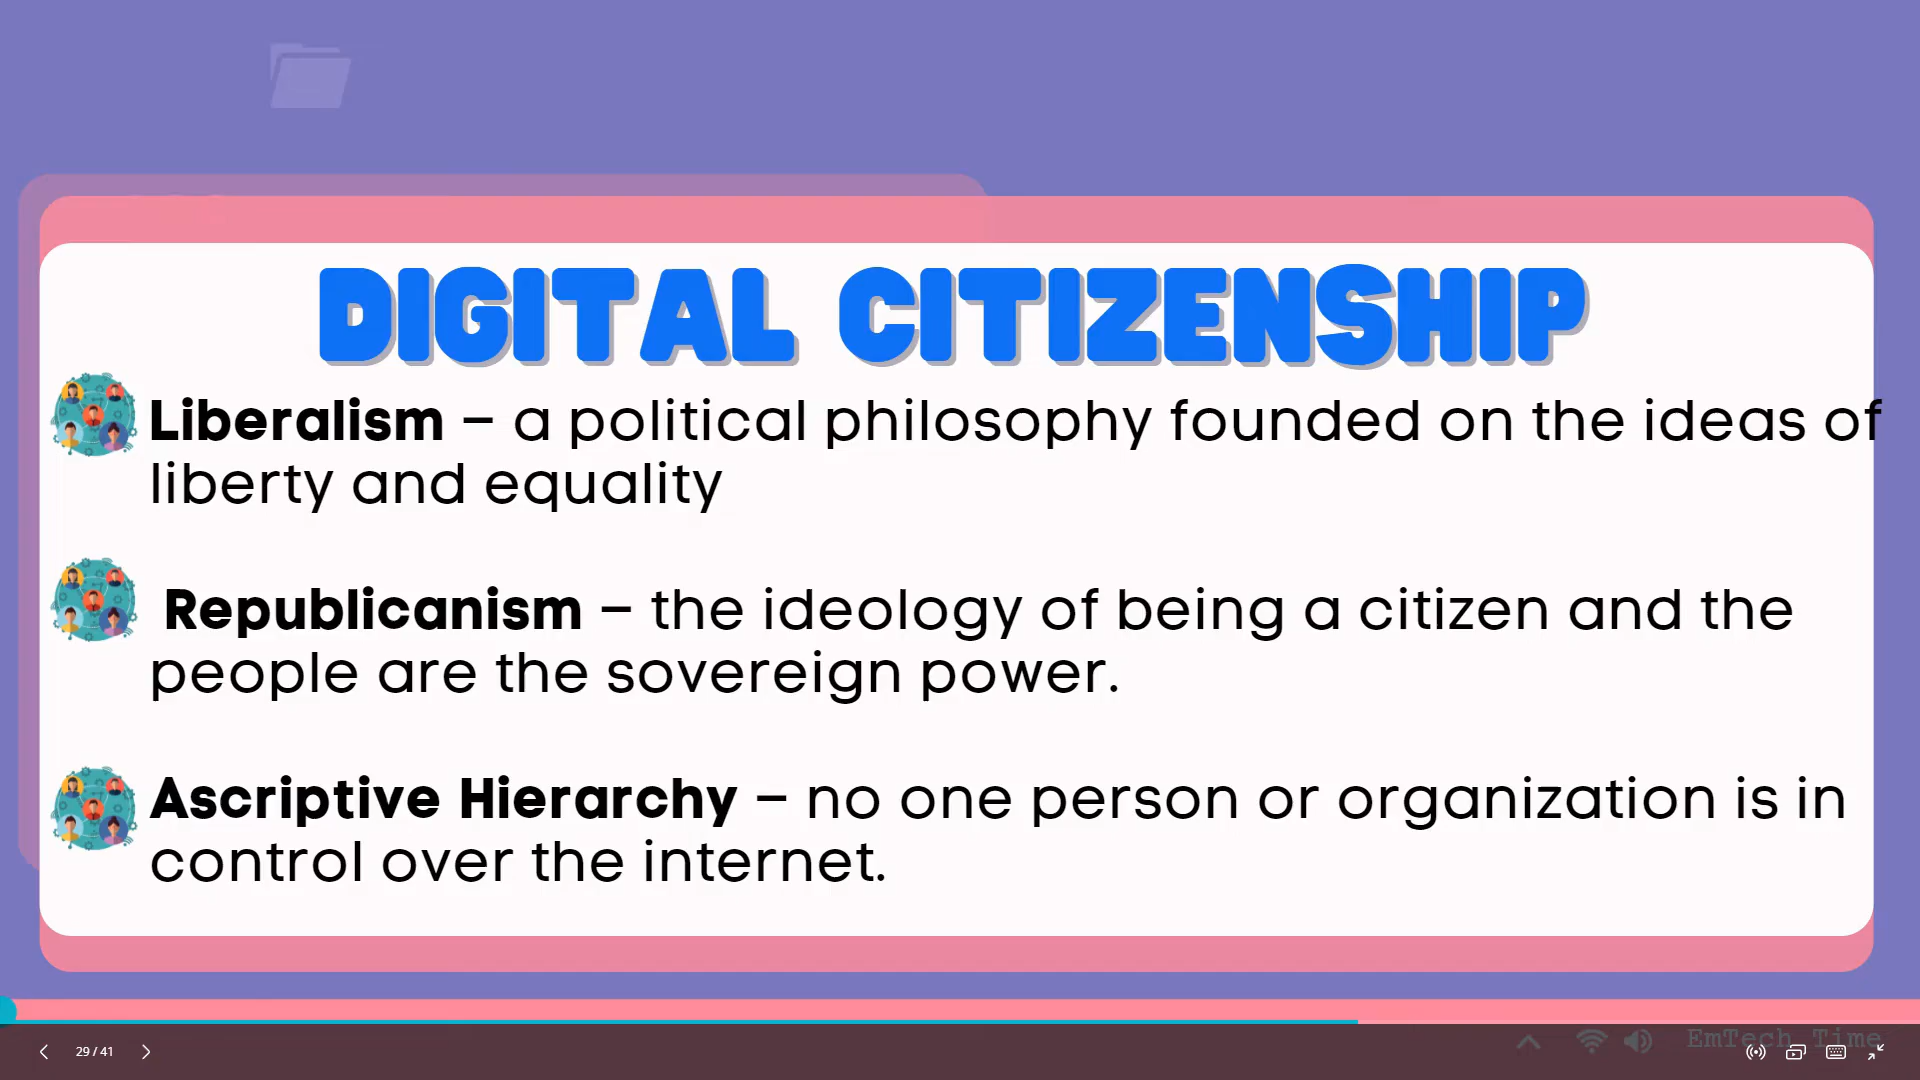 DIGITAL CITIZENSHIP
Liberalism – a political philosophy founded on the ideas of
liberty and equality
Republicanism – the ideology of being a citizen and the
people are the sovereign power.
Ascriptive Hierarchy – no one person or organization is in
control over the internet.
29 / 41
EmTech Time